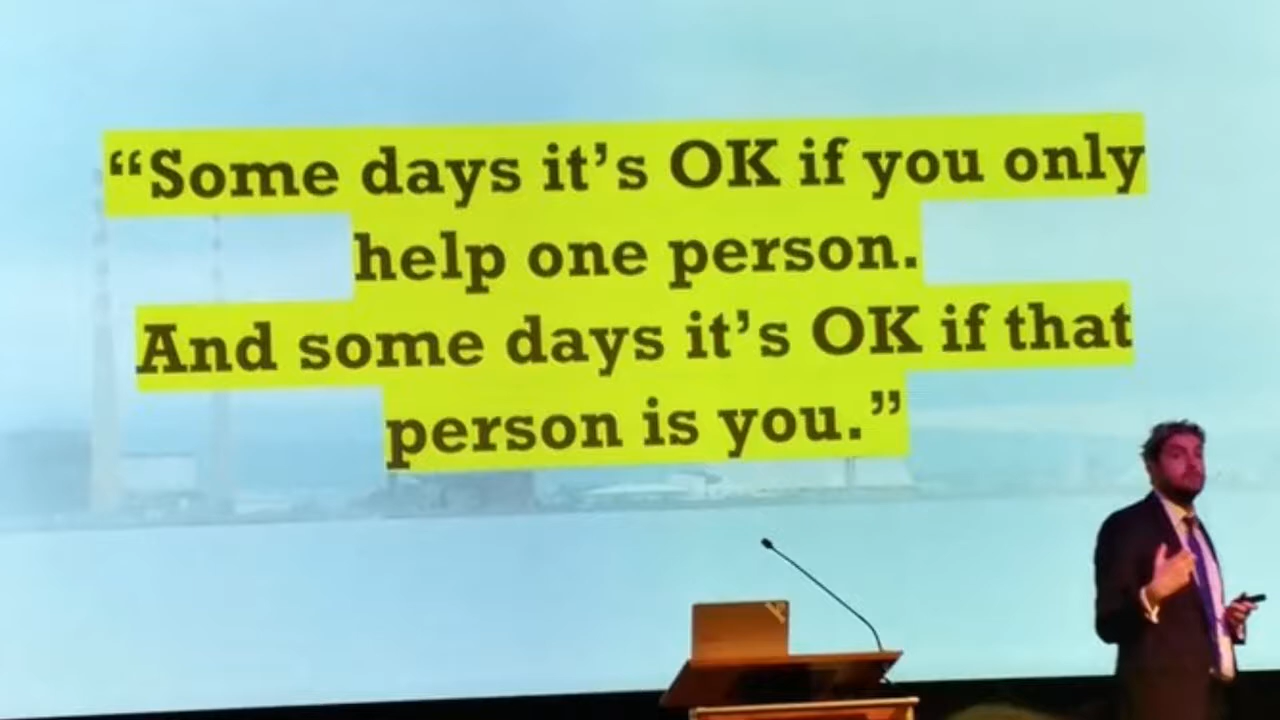 “Some days it’s OK if you only
help one person.
And some days it’s OK if that
person is you.”